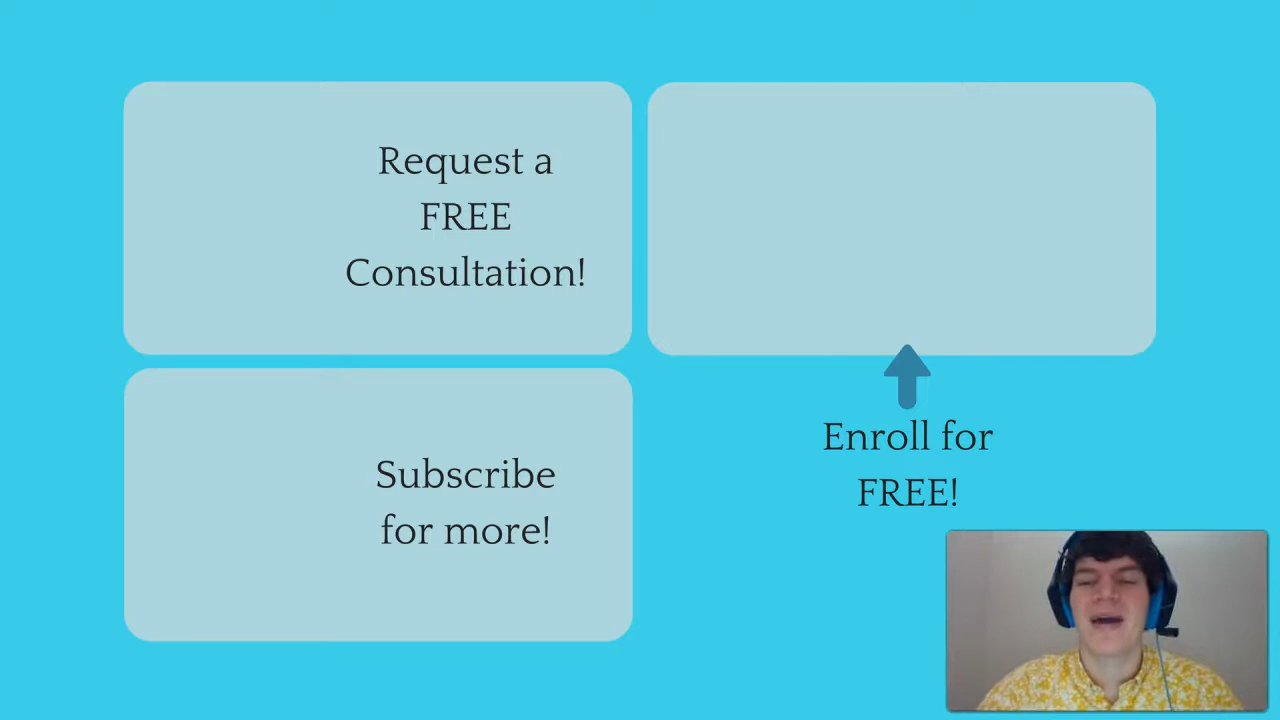 Request a
FREE
Consultation!
Subscribe
for more!
Enroll for
FREE!